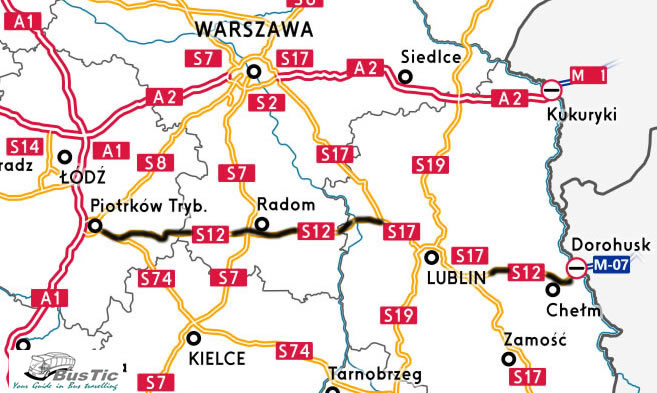 A1
S8
WARSZAWA
S7
S17
Siedlce
A2
M 1
A2
S2
A2
Kukuryki
S14
A1
radz
ŁÓDŹ
S8
S7
S17
S19
Piotrków Tryb.
Radom
S12
S12
S17
Dorohusk
M-07
S17
LUBLIN
S12
Chełm
S74
S7
A1
S19
KIELCE
S74
Zamość
S7
Tarnobrzeg
S17
BusTic
Your Guide in Bus travelling